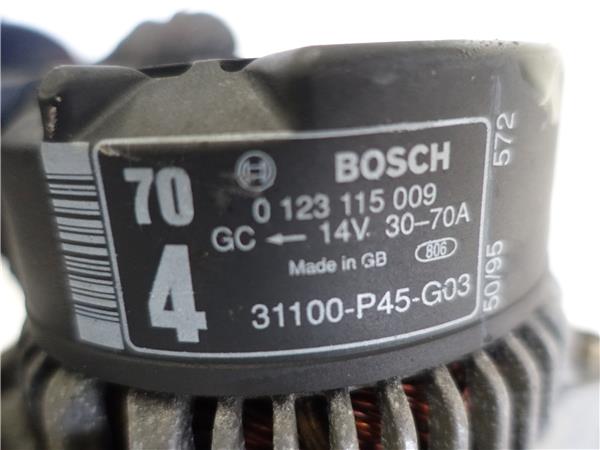 70
4
BOSCH
0 123 115 009
GC ← 14V 30-70A
Made in GB 806
31100-P45-G03
50/95 572